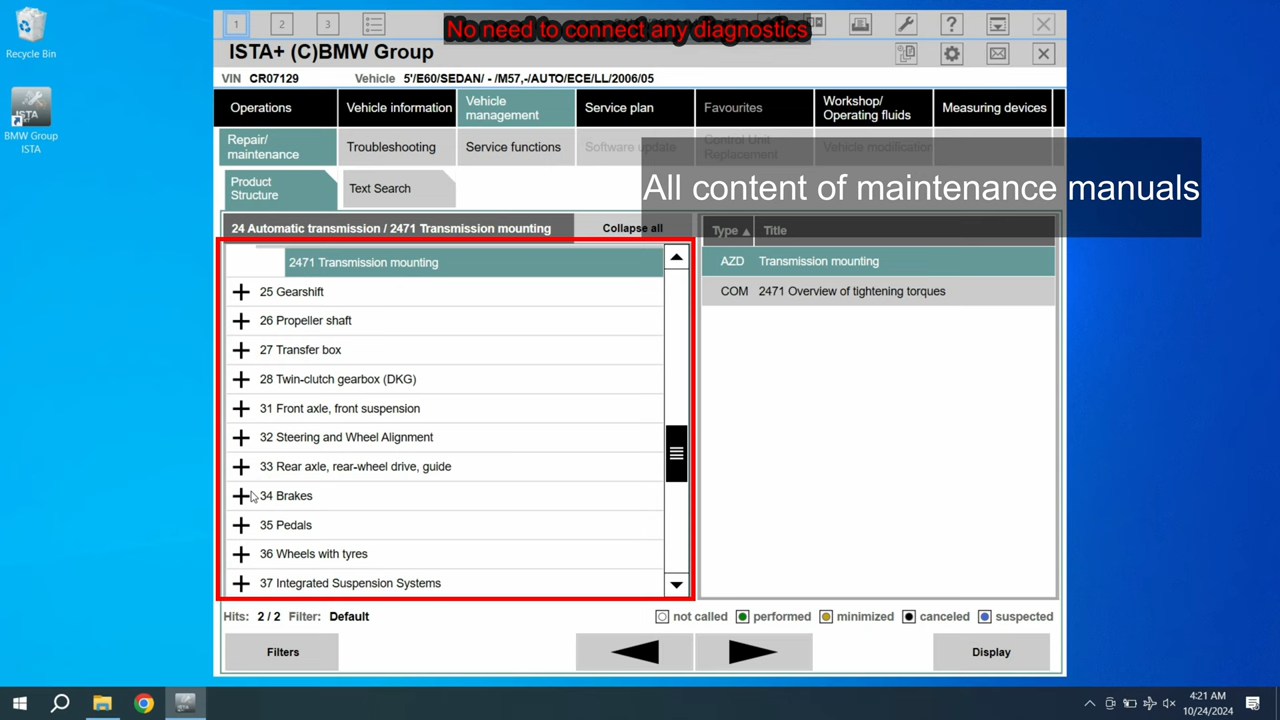 Recycle Bin
BMW Group
ISTA
1
2
3
No need to connect any diagnostics
ISTA+ (C)BMW Group
VIN CR07129 Vehicle 5'/E60/SEDAN/ - /M57,-/AUTO/ECE/LL/2006/05
Operations
Vehicle information
Vehicle
management
Service plan
Favourites
Workshop/
Operating fluids
Measuring devices
Repair/
maintenance
Troubleshooting
Service functions
Software update
Control Unit
Replacement
Vehicle modification
Product
Structure
Text Search
All content of maintenance manuals
24 Automatic transmission / 2471 Transmission mounting
Collapse all
Type Title
2471 Transmission mounting
25 Gearshift
26 Propeller shaft
27 Transfer box
28 Twin-clutch gearbox (DKG)
31 Front axle, front suspension
32 Steering and Wheel Alignment
33 Rear axle, rear-wheel drive, guide
34 Brakes
35 Pedals
36 Wheels with tyres
37 Integrated Suspension Systems
AZD Transmission mounting
COM 2471 Overview of tightening torques
Hits: 2 / 2 Filter: Default
not called performed minimized canceled suspected
Filters
Display
4:21 AM
10/24/2024